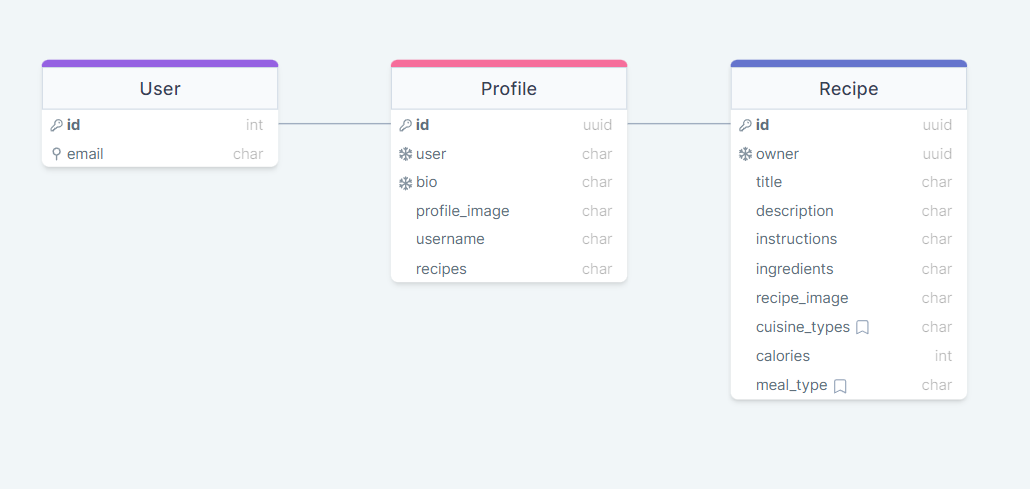 User
id int
email char
Profile
id uuid
user char
bio char
profile_image char
username char
recipes char
Recipe
id uuid
owner uuid
title char
description char
instructions char
ingredients char
recipe_image char
cuisine_types char
calories int
meal_type char